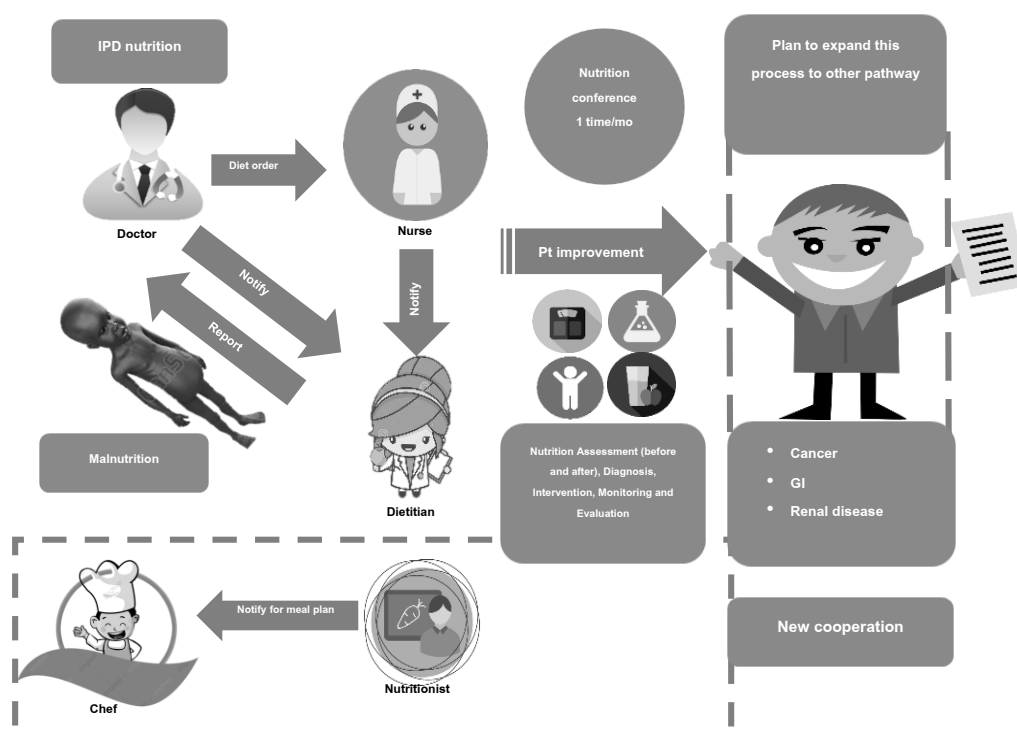 IPD nutrition
Doctor
Diet order
Nurse
Notify
Report
Notify
Malnutrition
Dietitian
Nutrition
conference
1 time/mo
Pt improvement
Nutrition Assessment (before
and after), Diagnosis,
Intervention, Monitoring and
Evaluation
Plan to expand this
process to other pathway
• Cancer
• GI
• Renal disease
New cooperation
Notify for meal plan
Chef
Nutritionist